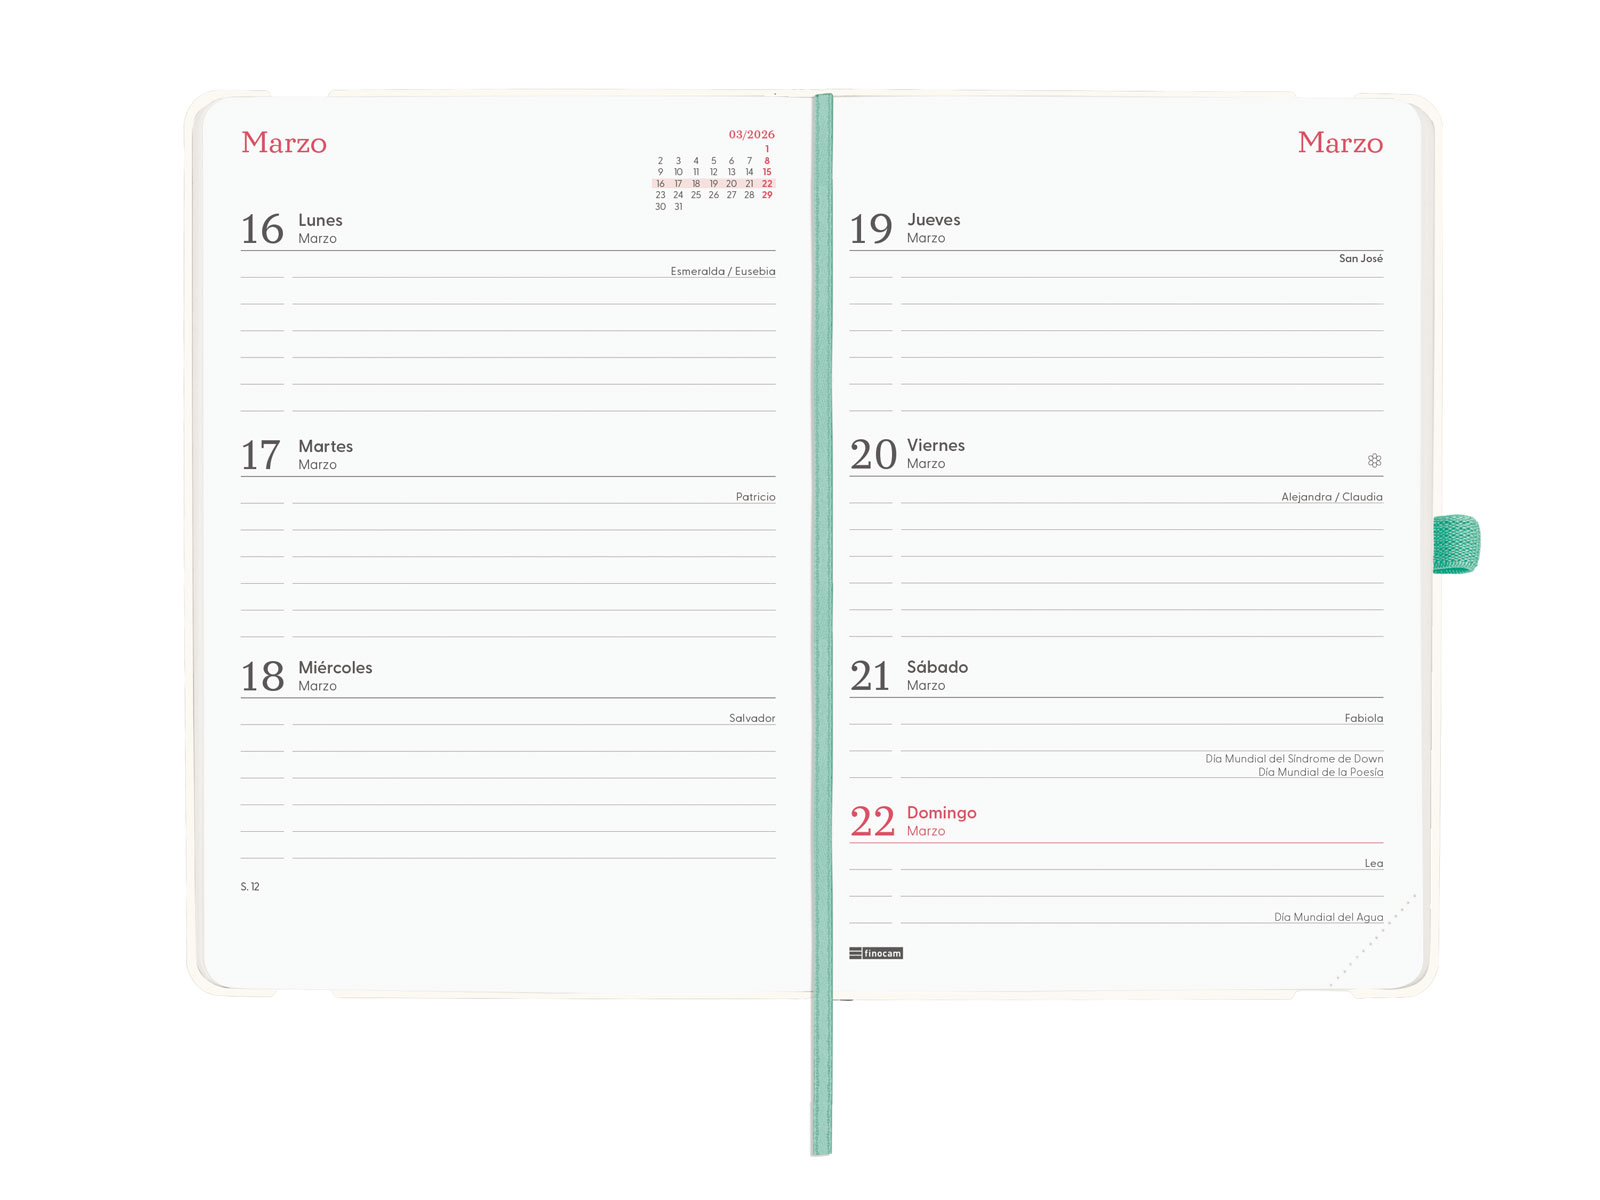 Marzo
03/2026
1
2 3 4 5 6 7 8
9 10 11 12 13 14 15
16 17 18 19 20 21 22
23 24 25 26 27 28 29
30 31
16 Lunes
Marzo
Esmeralda / Eusebia
17 Martes
Marzo
Patricio
18 Miércoles
Marzo
Salvador
S. 12
Marzo
19 Jueves
Marzo
San José
20 Viernes
Marzo
Alejandra / Claudia
21 Sábado
Marzo
Fabiola
Día Mundial del Síndrome de Down
Día Mundial de la Poesía
22 Domingo
Marzo
Lea
Día Mundial del Agua
finocam